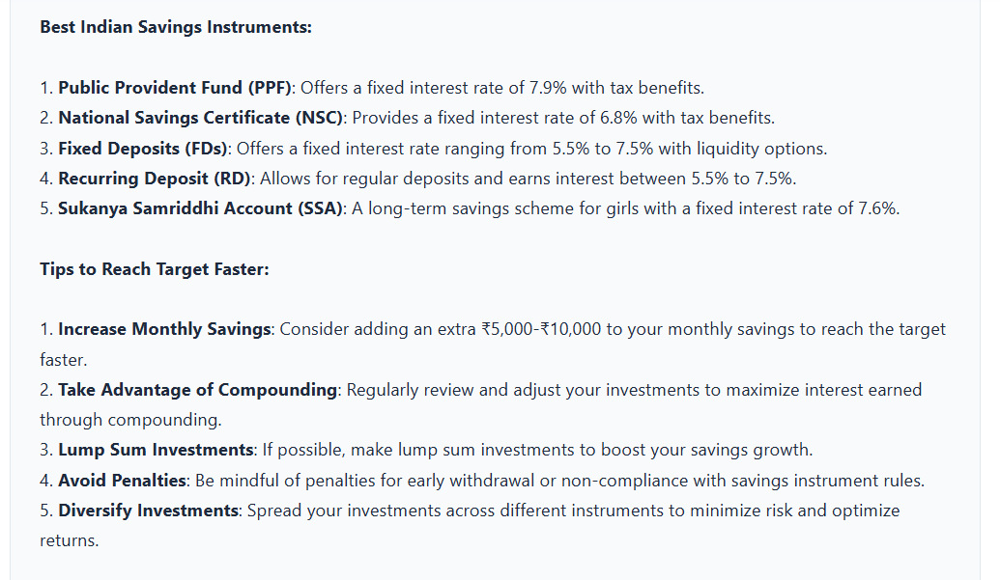 Best Indian Savings Instruments:
1. Public Provident Fund (PPF): Offers a fixed interest rate of 7.9% with tax benefits.
2. National Savings Certificate (NSC): Provides a fixed interest rate of 6.8% with tax benefits.
3. Fixed Deposits (FDs): Offers a fixed interest rate ranging from 5.5% to 7.5% with liquidity options.
4. Recurring Deposit (RD): Allows for regular deposits and earns interest between 5.5% to 7.5%.
5. Sukanya Samriddhi Account (SSA): A long-term savings scheme for girls with a fixed interest rate of 7.6%.
Tips to Reach Target Faster:
1. Increase Monthly Savings: Consider adding an extra ₹5,000-₹10,000 to your monthly savings to reach the target
faster.
2. Take Advantage of Compounding: Regularly review and adjust your investments to maximize interest earned
through compounding.
3. Lump Sum Investments: If possible, make lump sum investments to boost your savings growth.
4. Avoid Penalties: Be mindful of penalties for early withdrawal or non-compliance with savings instrument rules.
5. Diversify Investments: Spread your investments across different instruments to minimize risk and optimize
returns.